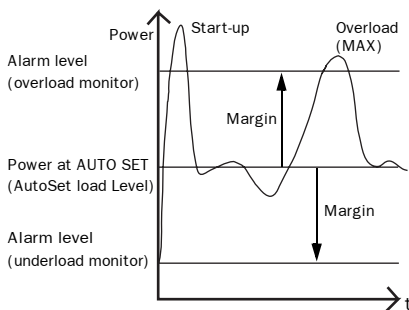 Power
Start-up
Overload
(MAX)
Alarm level
(overload monitor)
Margin
Power at AUTO SET
(AutoSet load Level)
Margin
Alarm level
(underload monitor)
t